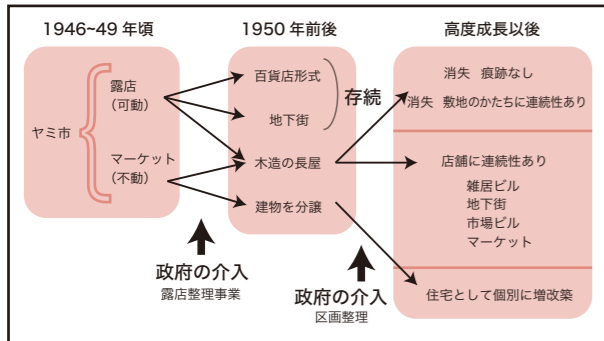 1946~49 年頃
1950 年前後
高度成長以後
ヤミ市
露店
（可動）
マーケット
（不動）
百貨店形式
地下街
存続
木造の長屋
建物を分譲
消失 痕跡なし
消失 敷地のかたちに連続性あり
店舗に連続性あり
雑居ビル
地下街
市場ビル
マーケット
住宅として個別に増改築
政府の介入
露店整理事業
政府の介入
区画整理